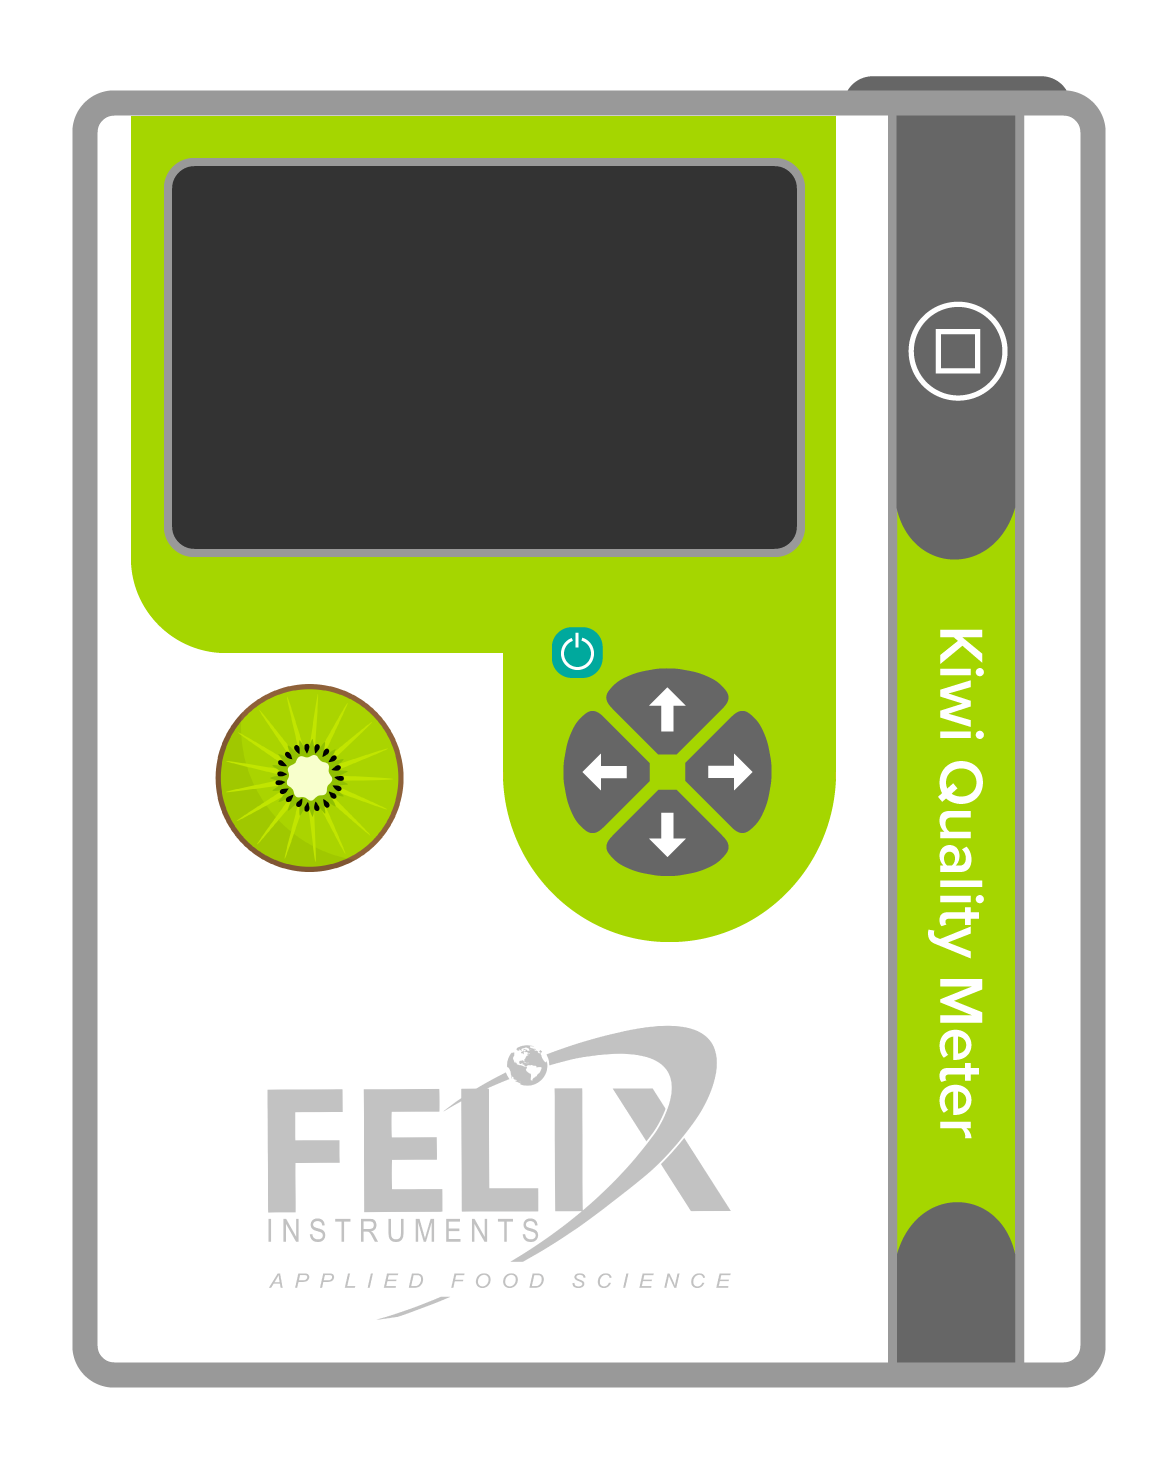 Kiwi Quality Meter
FELIX
INSTRUMENTS
APPLIED FOOD SCIENCE